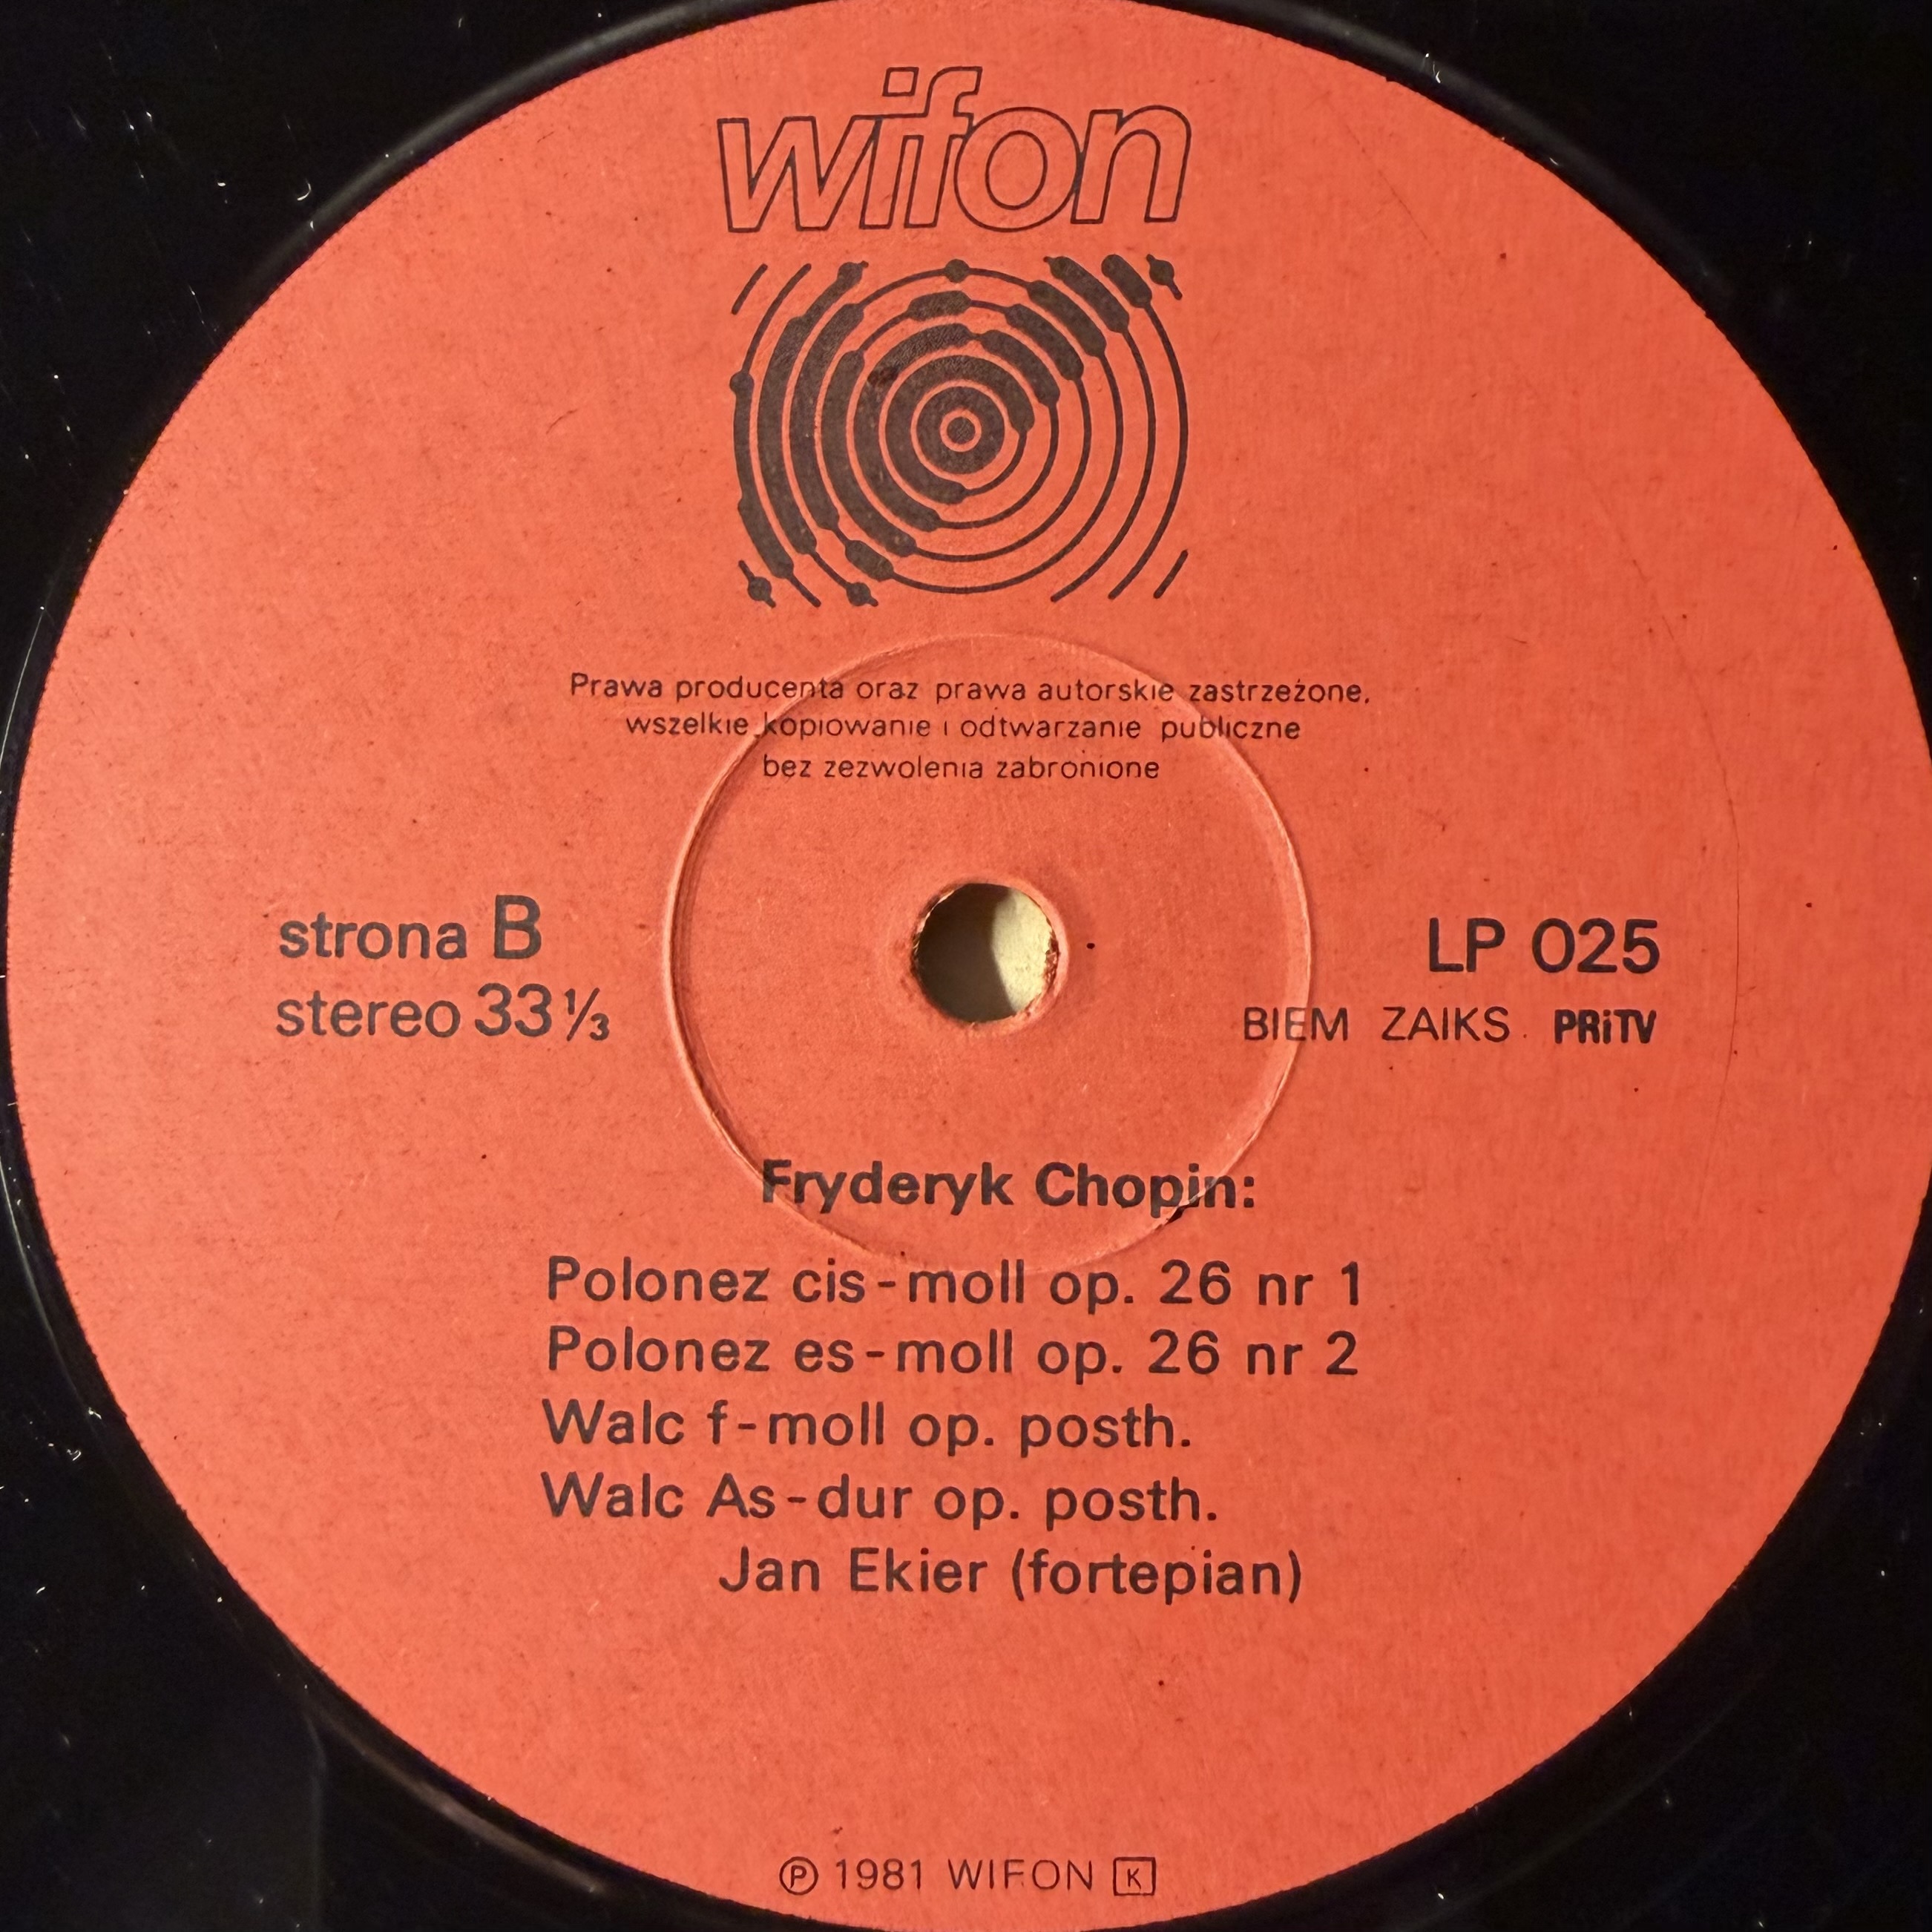 wifon
Prawa producenta oraz prawa autorskie zastrzeżone,
wszelkie kopiowanie i odtwarzanie publiczne
bez zezwolenia zabronione
strona B
stereo 33 ⅓
LP 025
BIEM ZAIKS PRiTV
Fryderyk Chopin:
Polonez cis-moll op. 26 nr 1
Polonez es-moll op. 26 nr 2
Walc f-moll op. posth.
Walc As-dur op. posth.
Jan Ekier (fortepian)
℗ 1981 WIFON K